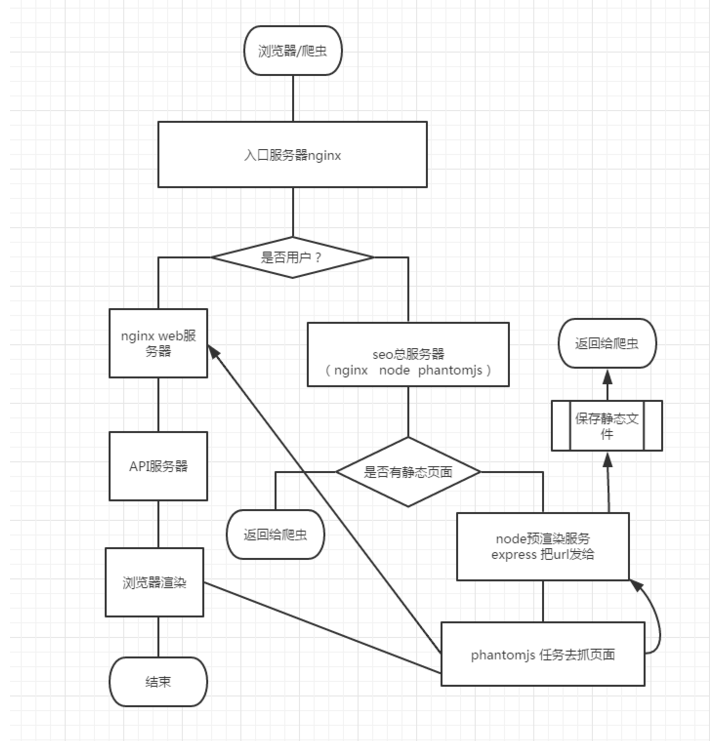 浏览器/爬虫
入口服务器nginx
是否用户？
nginx web服
务器
seo总服务器
（nginx node phantomjs）
返回给爬虫
保存静态文
件
API服务器
是否有静态页面
返回给爬虫
node预渲染服务
express 把url发给
浏览器渲染
phantomjs 任务去抓页面
结束